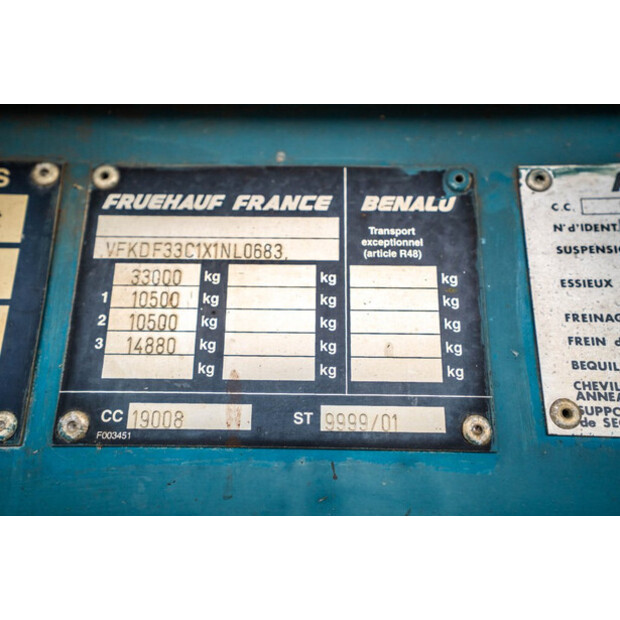 S
FRUEHAUF FRANCE
.VFKDF33C1X1NL0683.
33000 kg kg
1 10500 kg kg
2 10500 kg kg
3 14880 kg kg
kg kg
CC 19008 ST 9999/01
F003451
BENALU
Transport
exceptionnel
(article R48)
kg
kg
kg
kg
kg
C.C.
N° d'IDENT.
SUSPENSI
ESSIEUX
FREINAG
FREIN d
BEQUIL
CHEVIL
ANNEA
SUPPO
de SEC